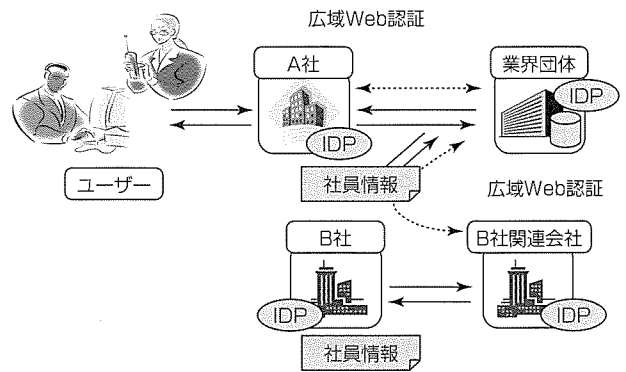 広域Web認証
A社
業界団体
IDP
IDP
ユーザー
社員情報
広域Web認証
B社
B社関連会社
IDP
IDP
社員情報